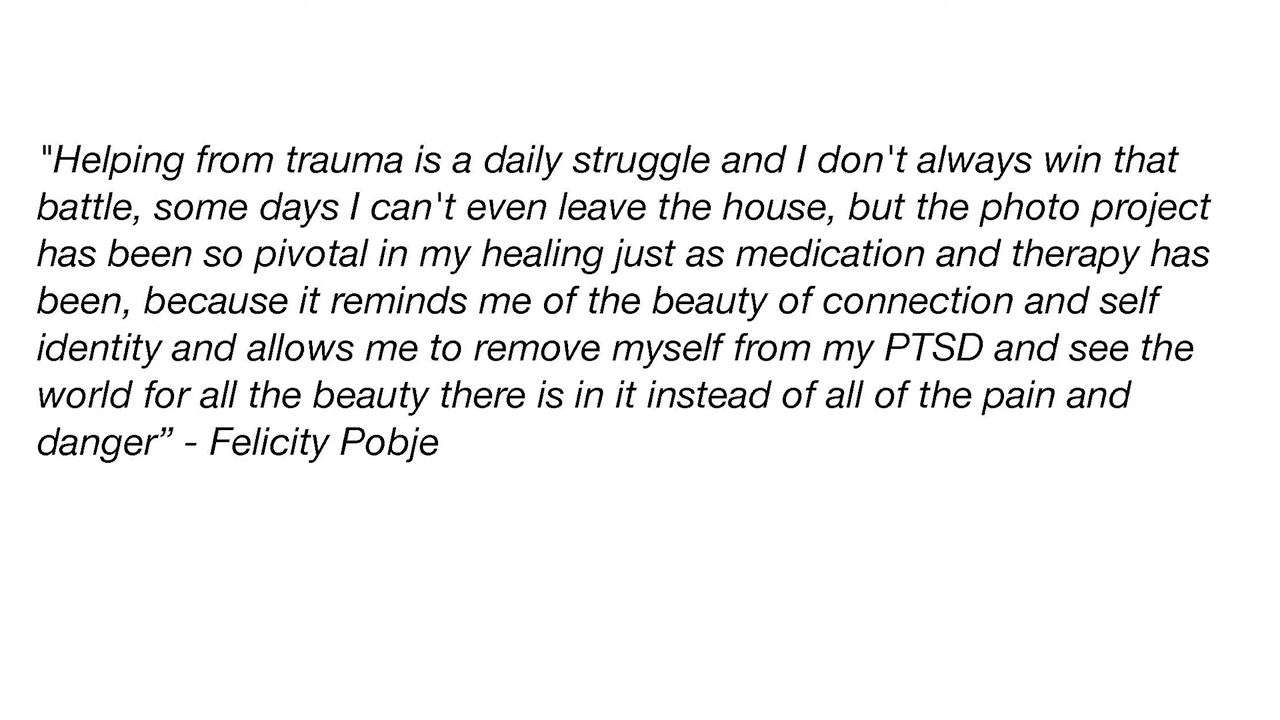 "Helping from trauma is a daily struggle and I don't always win that
battle, some days I can't even leave the house, but the photo project
has been so pivotal in my healing just as medication and therapy has
been, because it reminds me of the beauty of connection and self
identity and allows me to remove myself from my PTSD and see the
world for all the beauty there is in it instead of all of the pain and
danger” - Felicity Pobje